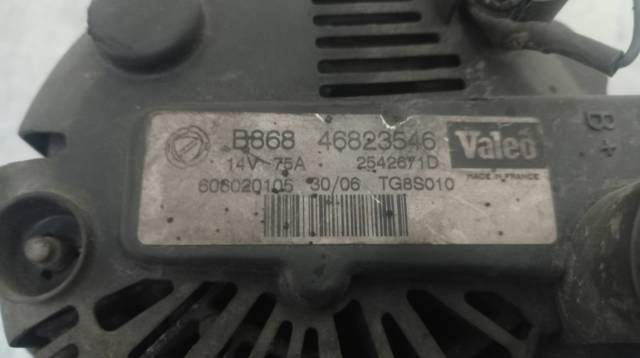 B868 46823546 Valeo
14V 75A 2542671D
MADE IN FRANCE
606020105 30/06 TG8S010
B +